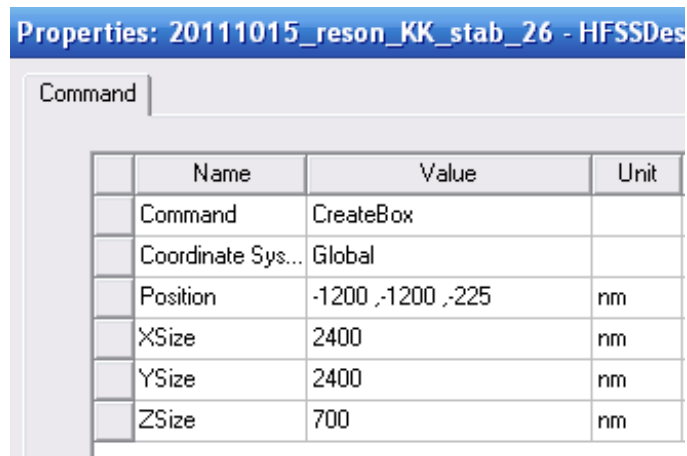 Properties: 20111015_reson_KK_stab_26 - HFSSDes
Command
Name Value Unit
Command CreateBox
Coordinate Sys... Global
Position -1200 ,-1200 ,-225 nm
XSize 2400 nm
YSize 2400 nm
ZSize 700 nm